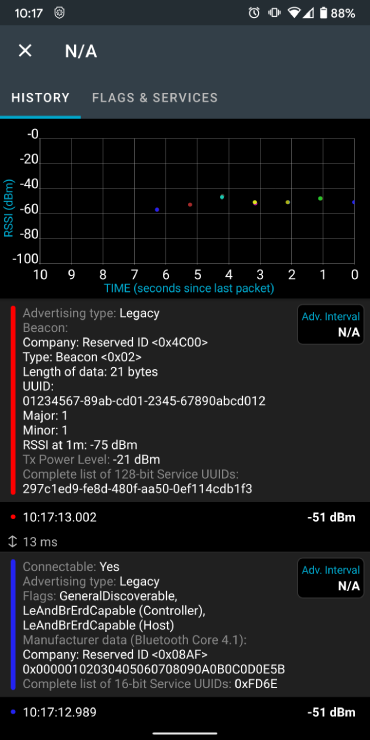 10:17 88%
N/A
HISTORY FLAGS & SERVICES
-0
-20
-40
-60
-80
-100
RSSI (dBm)
10 9 8 7 6 5 4 3 2 1 0
TIME (seconds since last packet)
Advertising type: Legacy
Adv. Interval
N/A
Beacon:
Company: Reserved ID <0x4C00>
Type: Beacon <0x02>
Length of data: 21 bytes
UUID:
01234567-89ab-cd01-2345-67890abcd012
Major: 1
Minor: 1
RSSI at 1m: -75 dBm
Tx Power Level: -21 dBm
Complete list of 128-bit Service UUIDs:
297c1ed9-fe8d-480f-aa50-0ef114cdb1f3
10:17:13.002 -51 dBm
13 ms
Connectable: Yes
Adv. Interval
N/A
Advertising type: Legacy
Flags: GeneralDiscoverable,
LeAndBrErdCapable (Controller),
LeAndBrErdCapable (Host)
Manufacturer data (Bluetooth Core 4.1):
Company: Reserved ID <0x08AF>
0x00000102030405060708090A0B0C0D0E5B
Complete list of 16-bit Service UUIDs: 0xFD6E
10:17:12.989 -51 dBm